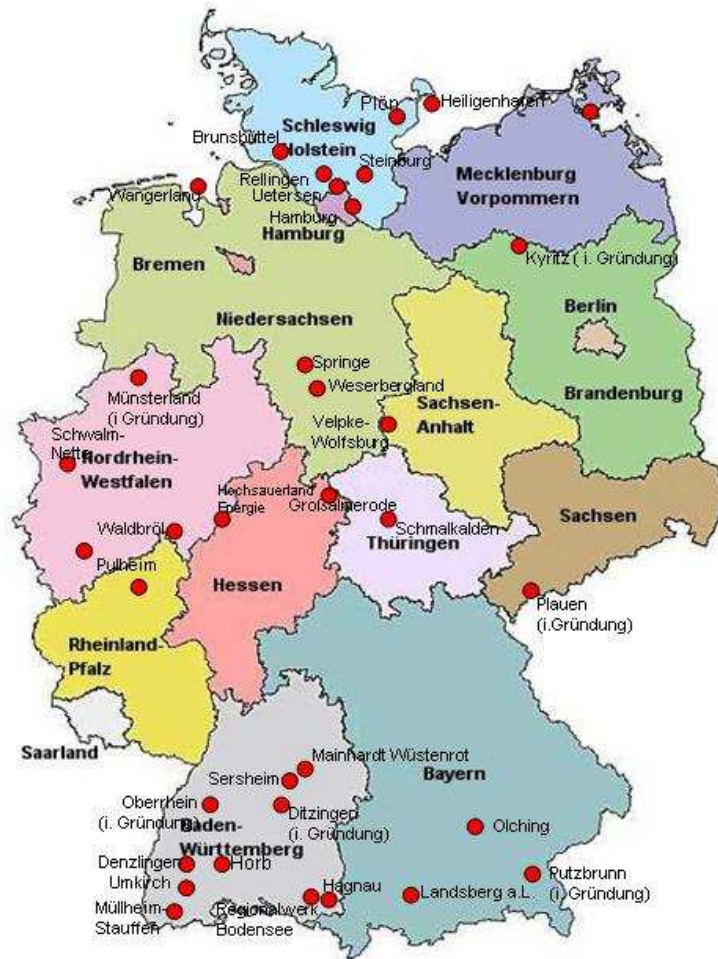 Plön
Heiligenhafen
Schleswig
Holstein
Brunsbüttel
Steinburg
Rellingen
Uetersen
Hamburg
Hamburg
Wangerland
Mecklenburg
Vorpommern
Kyritz ( i. Gründung)
Bremen
Berlin
Niedersachsen
Springe
Weserbergland
Brandenburg
Münsterland
(i Gründung)
Sachsen-
Anhalt
Velpke-
Wolfsburg
Schwalm-
Nette
Nordrhein-
Westfalen
Hochsauerland
Energie
Großalmerode
Sachsen
Waldbröl
Schmalkalden
Thüringen
Pulheim
Hessen
Plauen
(i.Gründung)
Rheinland-
Pfalz
Saarland
Mainhardt Wüstenrot
Bayern
Sersheim
Oberrhein
(i. Gründung)
Ditzingen
(i. Gründung)
Baden-
Württemberg
Olching
Denzlingen
Horb
Umkirch
Hagnau
Landsberg a.L.
Putzbrunn
(i. Gründung)
Müllheim-
Stauffen
Regionalwerk
Bodensee